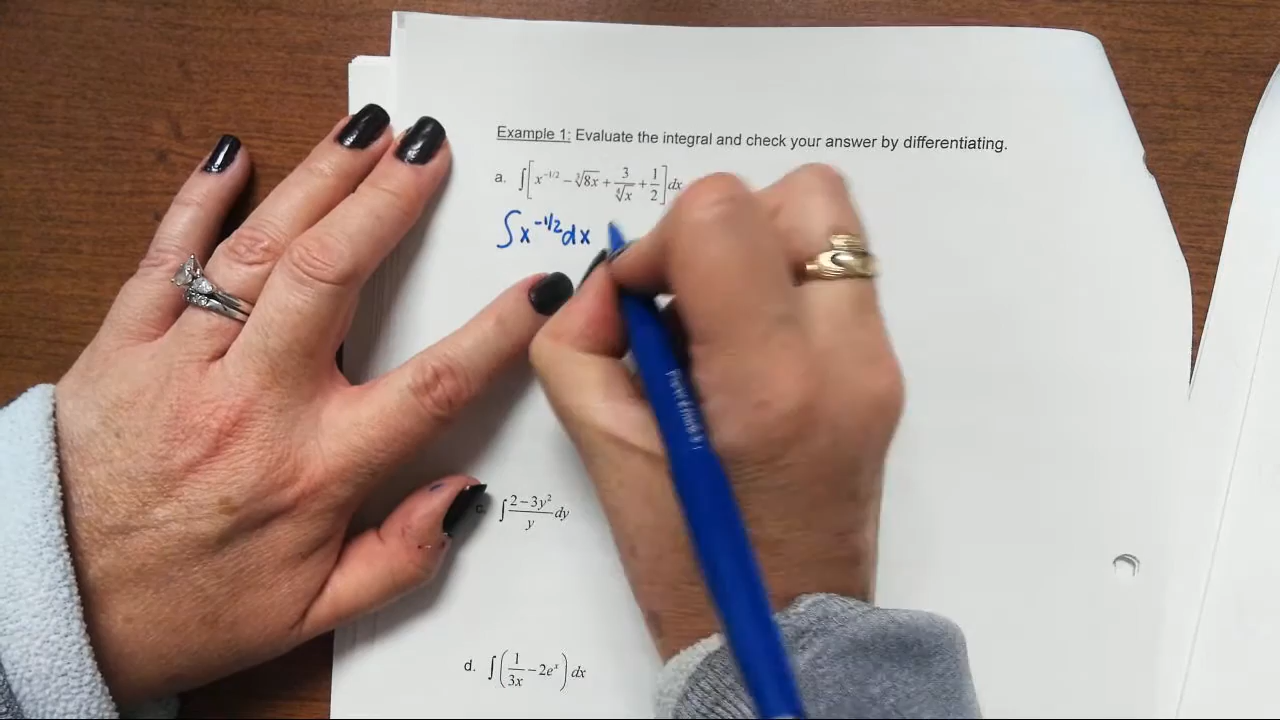 Example 1: Evaluate the integral and check your answer by differentiating.
a. ∫[x^{-1/2} - ∛(8x) + 3/∜x + 1/2] dx
∫x^{-1/2}dx
c. ∫ (2-3y²)/y dy
d. ∫(1/(3x) - 2e^x) dx